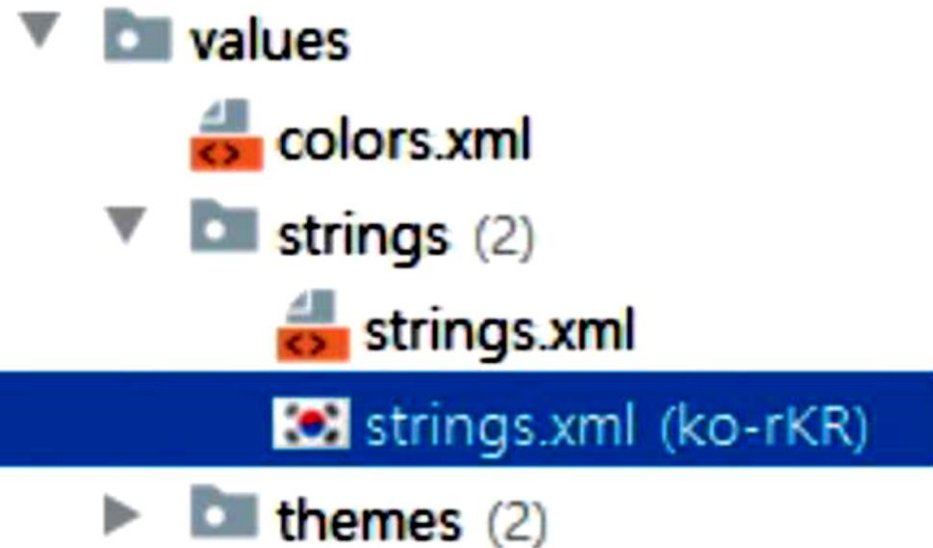 values
colors.xml
strings (2)
strings.xml
strings.xml (ko-rKR)
themes (2)